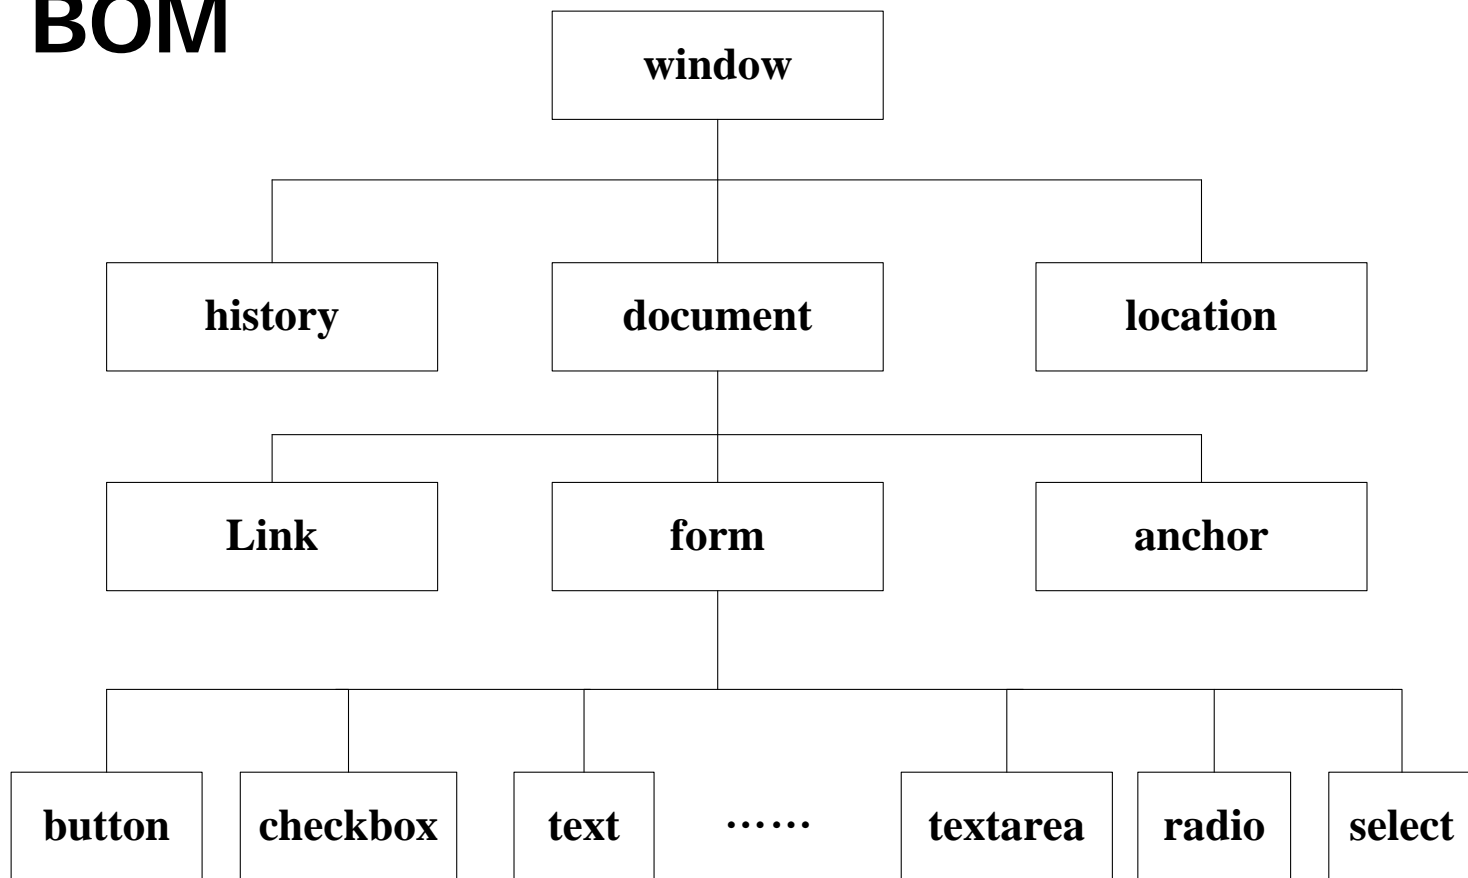 BOM
window
history document location
Link form anchor
button checkbox text …… textarea radio select